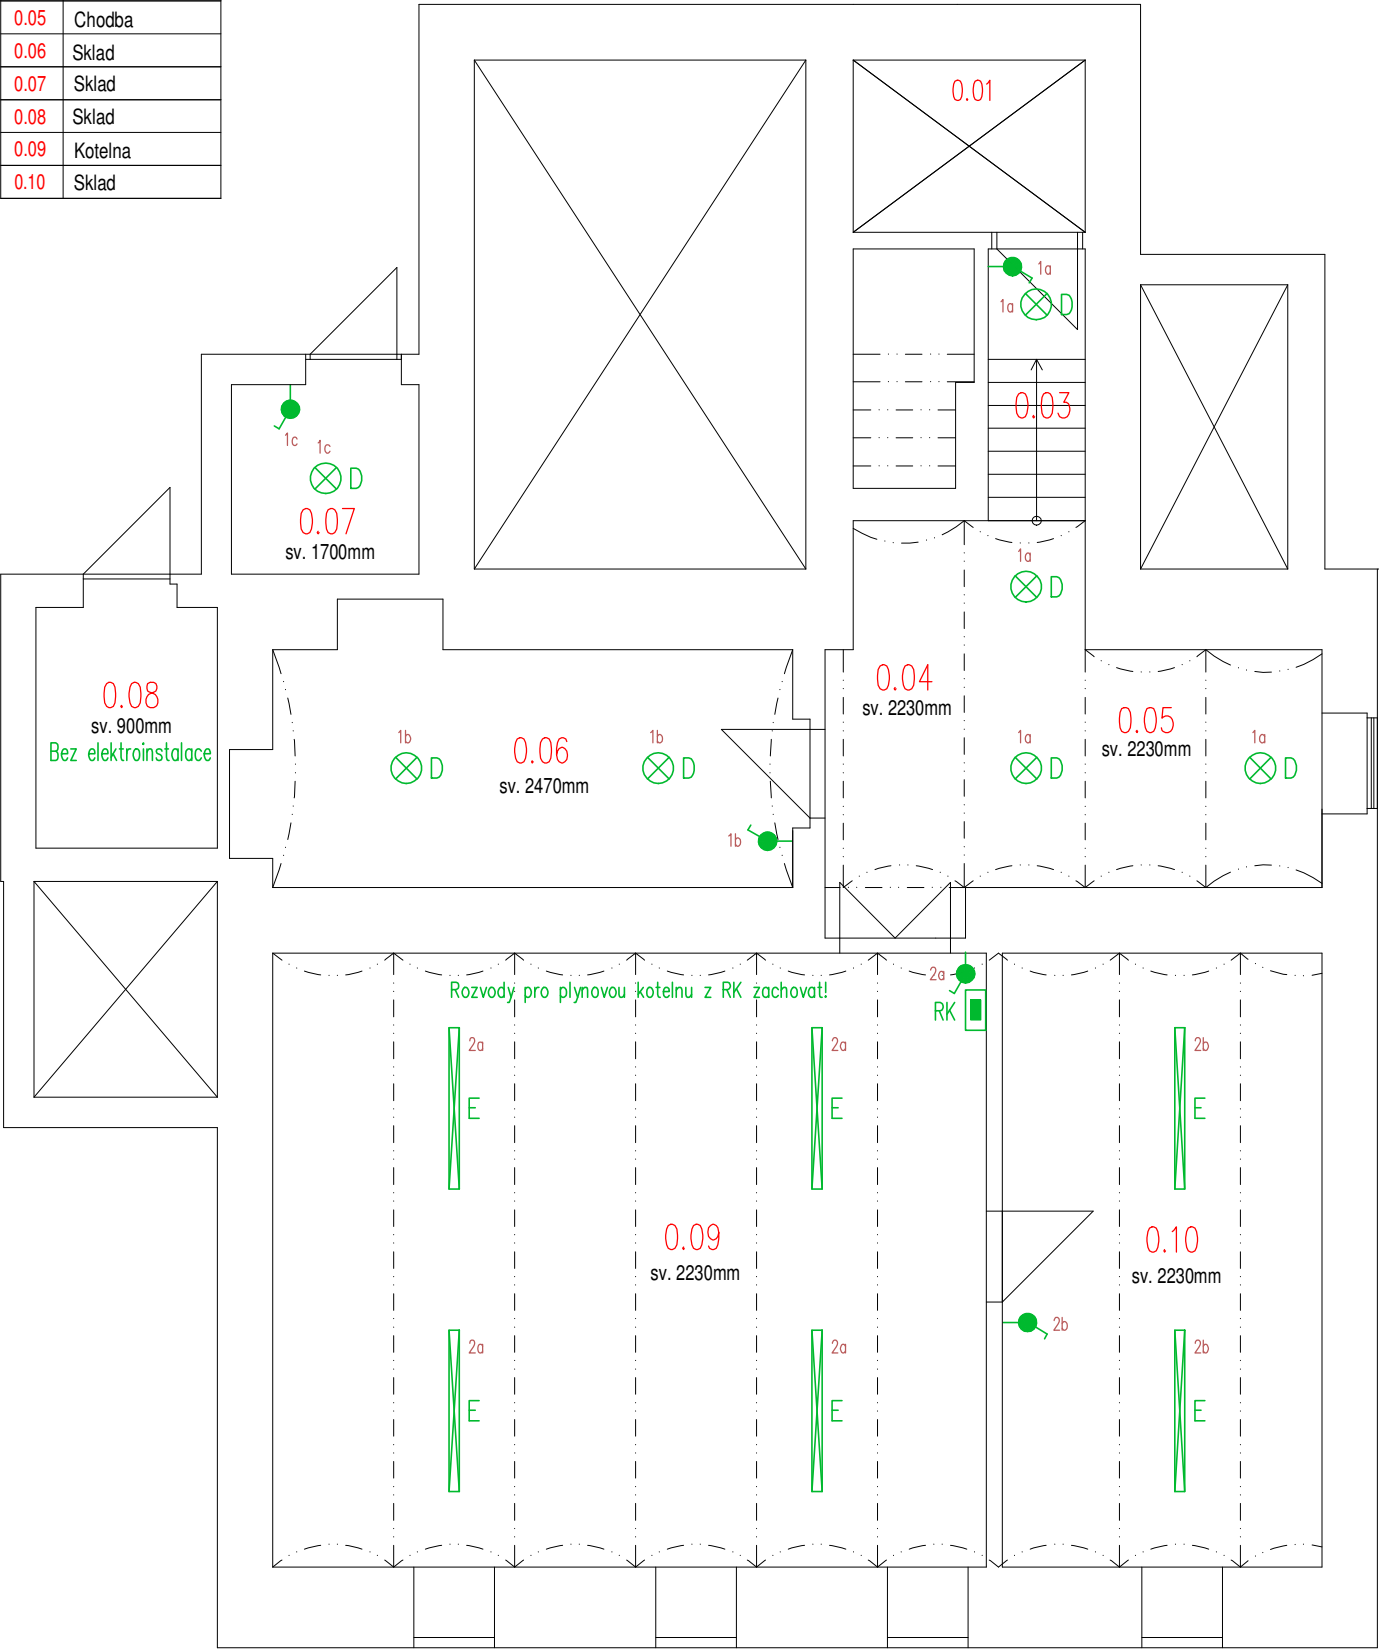 0.05 Chodba
0.06 Sklad
0.07 Sklad
0.08 Sklad
0.09 Kotelna
0.10 Sklad
0.01
1a
1a D
0.03
1c
1c
D
0.07
sv. 1700mm
1a
D
0.08
sv. 900mm
Bez elektroinstalace
1b
D
0.06
sv. 2470mm
1b
D
1b
0.04
sv. 2230mm
1a
D
0.05
sv. 2230mm
1a
D
2a
Rozvody pro plynovou kotelnu z RK zachovat!
RK
2a
E
2a
E
2b
E
0.09
sv. 2230mm
0.10
sv. 2230mm
2b
2a
E
2a
E
2b
E